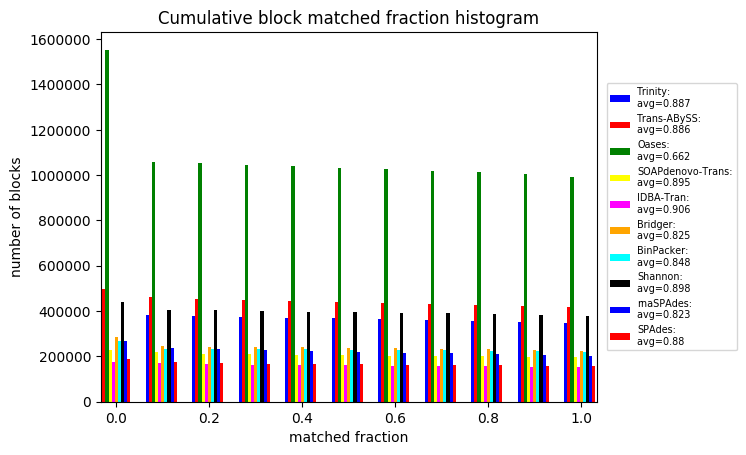 Cumulative block matched fraction histogram
1600000
1400000
1200000
1000000
800000
600000
400000
200000
0
number of blocks
0.0 0.2 0.4 0.6 0.8 1.0
matched fraction
Trinity:
avg=0.887
Trans-ABySS:
avg=0.886
Oases:
avg=0.662
SOAPdenovo-Trans:
avg=0.895
IDBA-Tran:
avg=0.906
Bridger:
avg=0.825
BinPacker:
avg=0.848
Shannon:
avg=0.898
rnaSPAdes:
avg=0.823
SPAdes:
avg=0.88